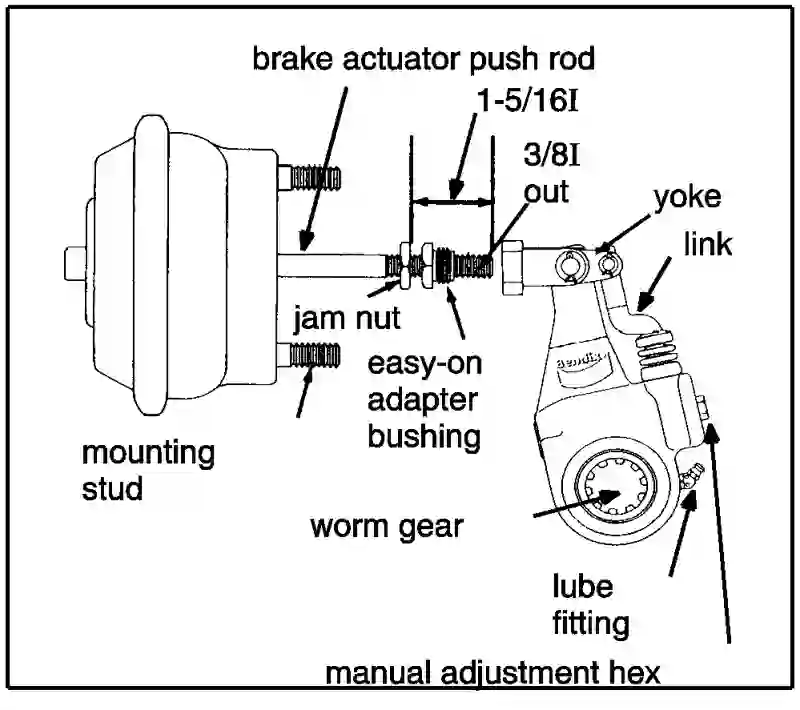 brake actuator push rod
1-5/16I
3/8I
out
yoke
link
jam nut
easy-on
adapter
bushing
Bendix
mounting
stud
worm gear
lube
fitting
manual adjustment hex